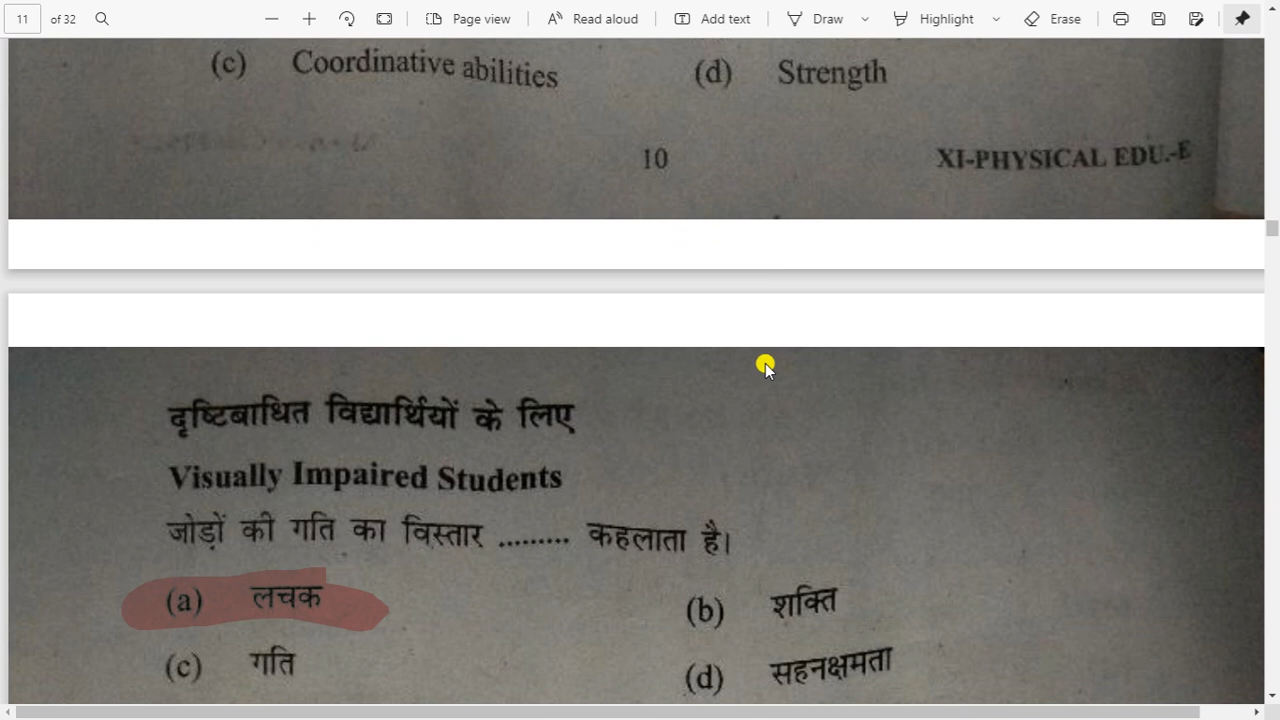 11 of 32 Page view Read aloud Add text Draw Highlight Erase
(c) Coordinative abilities (d) Strength
10 XI-PHYSICAL EDU.-E
दृष्टिबाधित विद्यार्थियों के लिए
Visually Impaired Students
जोड़ों की गति का विस्तार ......... कहलाता है।
(a) लचक (b) शक्ति
(c) गति (d) सहनक्षमता